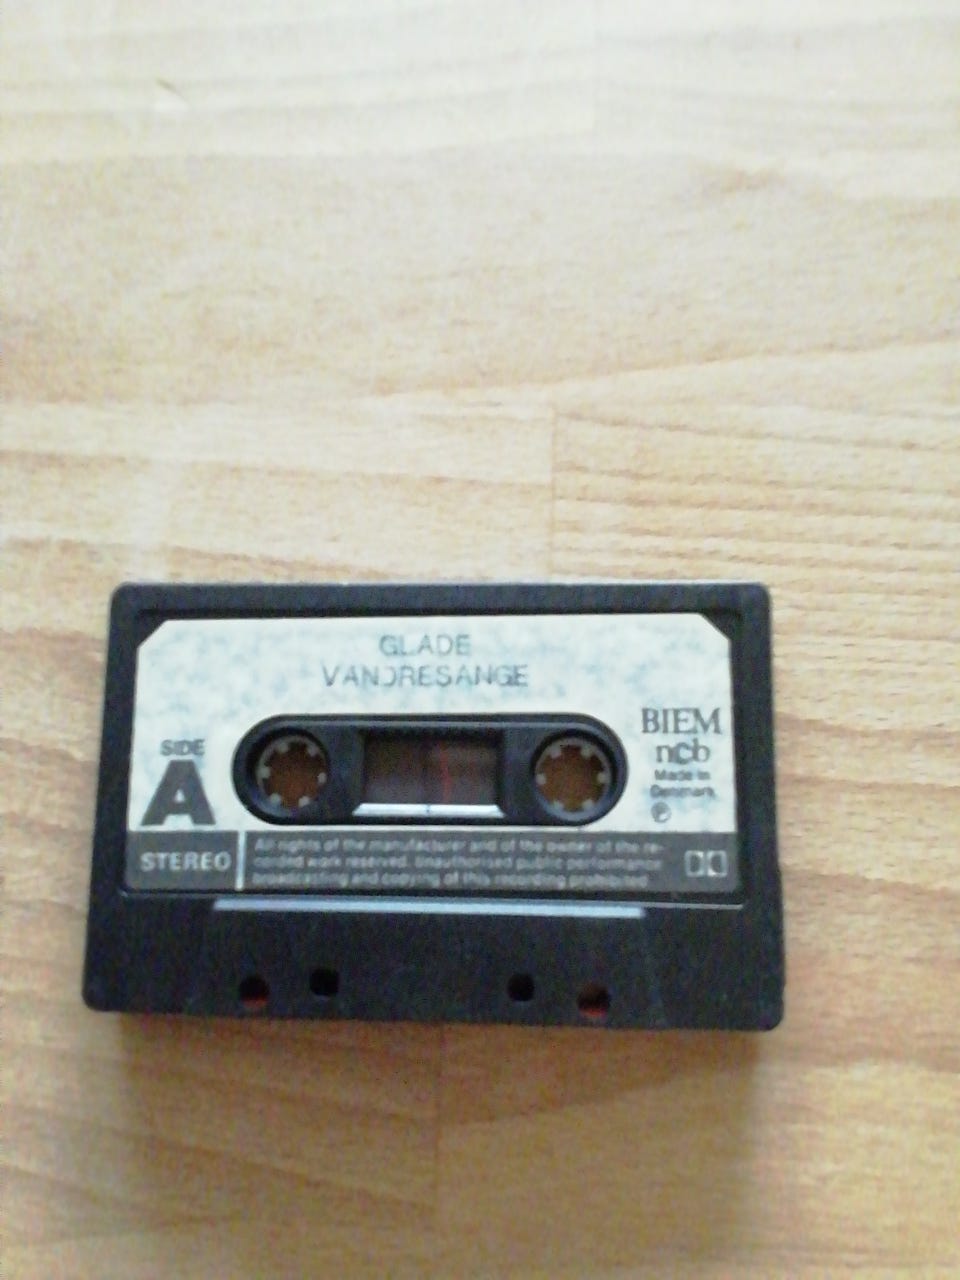 GLADE
VANDRESANGE
BIEM
ncb
SIDE
Made in
A
Denmark
STEREO
All rights of the manufacturer and of the owner of the re-
corded work reserved. Unauthorised public performance
broadcasting and copying of this recording prohibited